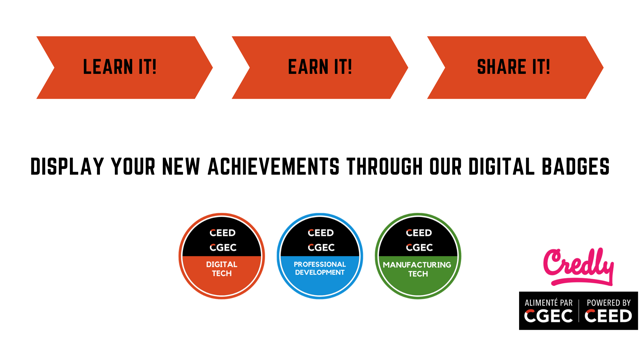 LEARN IT!
EARN IT!
SHARE IT!
DISPLAY YOUR NEW ACHIEVEMENTS THROUGH OUR DIGITAL BADGES
CEED
CGEC
DIGITAL
TECH
CEED
CGEC
PROFESSIONAL
DEVELOPMENT
CEED
CGEC
MANUFACTURING
TECH
Credly
ALIMENTÉ PAR
CGEC
POWERED BY
CEED